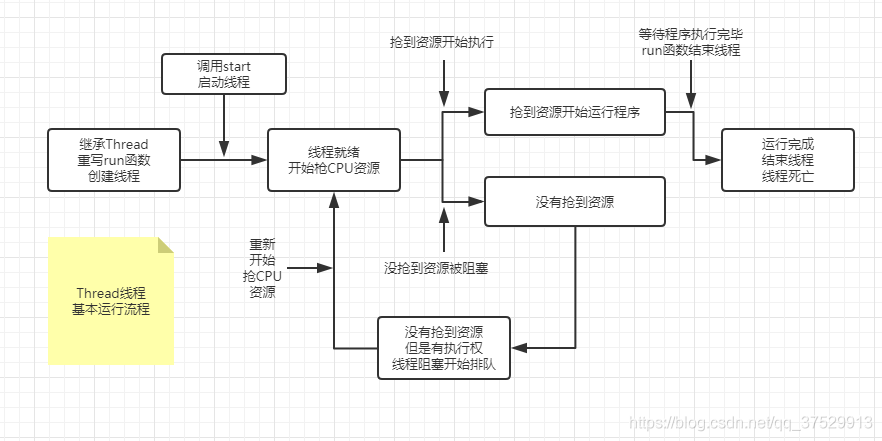 抢到资源开始执行
等待程序执行完毕
run函数结束线程
调用start
启动线程
抢到资源开始运行程序
继承Thread
重写run函数
创建线程
线程就绪
开始抢CPU资源
运行完成
结束线程
线程死亡
没有抢到资源
重新
开始
抢CPU
资源
没抢到资源被阻塞
Thread线程
基本运行流程
没有抢到资源
但是有执行权
线程阻塞开始排队
https://blog.csdn.net/qq_37529913